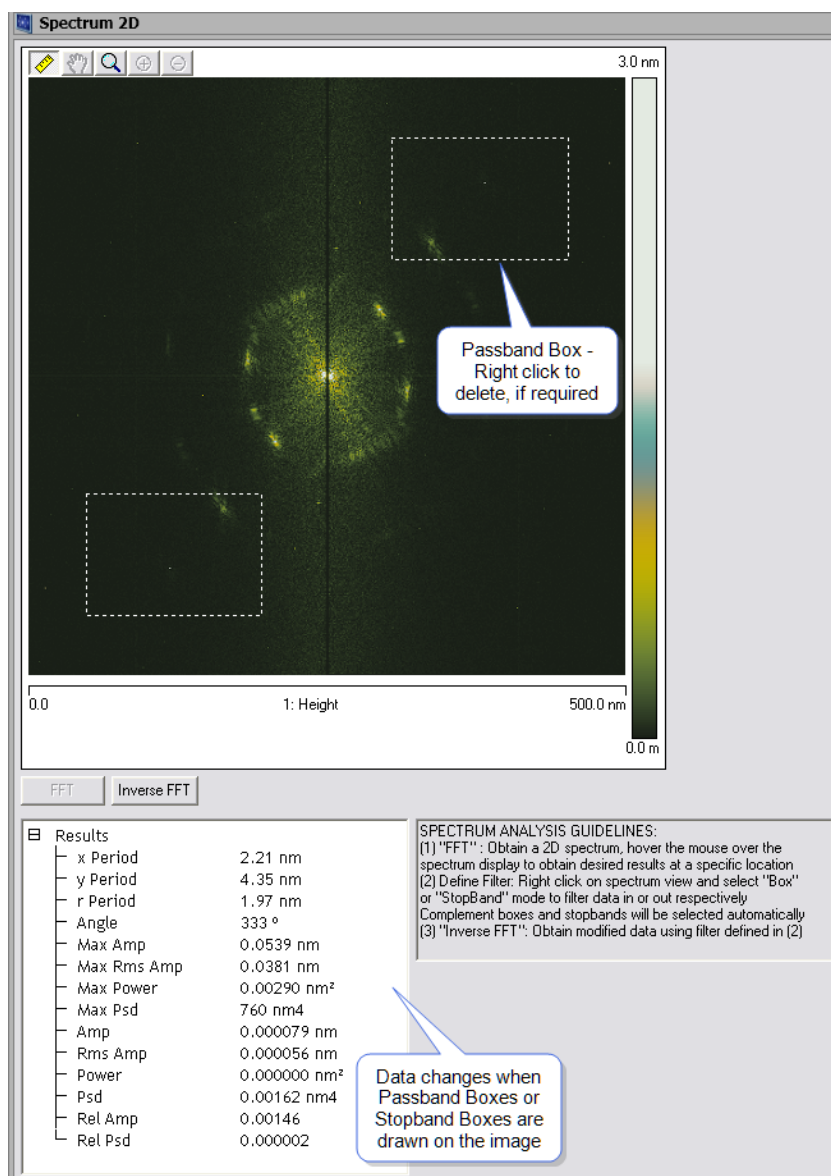 Spectrum 2D
3.0 nm
Passband Box -
Right click to
delete, if required
0.0
1: Height
500.0 nm
0.0 m
FFT
Inverse FFT
Results
x Period 2.21 nm
y Period 4.35 nm
r Period 1.97 nm
Angle 333 º
Max Amp 0.0539 nm
Max Rms Amp 0.0381 nm
Max Power 0.00290 nm²
Max Psd 760 nm4
Amp 0.000079 nm
Rms Amp 0.000056 nm
Power 0.000000 nm²
Psd 0.00162 nm4
Rel Amp 0.00146
Rel Psd 0.000002
SPECTRUM ANALYSIS GUIDELINES:
(1) "FFT" : Obtain a 2D spectrum, hover the mouse over the
spectrum display to obtain desired results at a specific location
(2) Define Filter: Right click on spectrum view and select "Box"
or "StopBand" mode to filter data in or out respectively
Complement boxes and stopbands will be selected automatically
(3) "Inverse FFT": Obtain modified data using filter defined in (2)
Data changes when
Passband Boxes or
Stopband Boxes are
drawn on the image